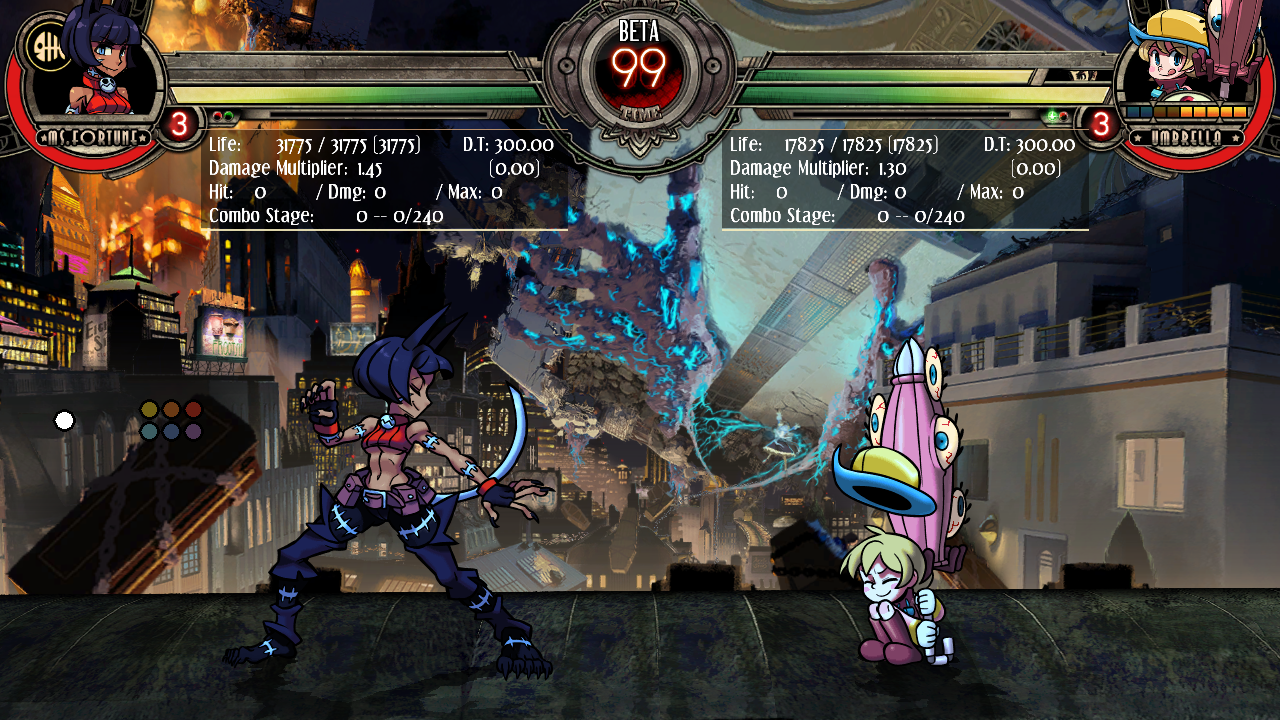 BETA
99
TIME
MS. FORTUNE
3
3
UMBRELLA
Life: 31775 / 31775 (31775) D.T: 300.00
Damage Multiplier: 1.45 (0.00)
Hit: 0 / Dmg: 0 / Max: 0
Combo Stage: 0 -- 0/240
Life: 17825 / 17825 (17825) D.T: 300.00
Damage Multiplier: 1.30 (0.00)
Hit: 0 / Dmg: 0 / Max: 0
Combo Stage: 0 -- 0/240